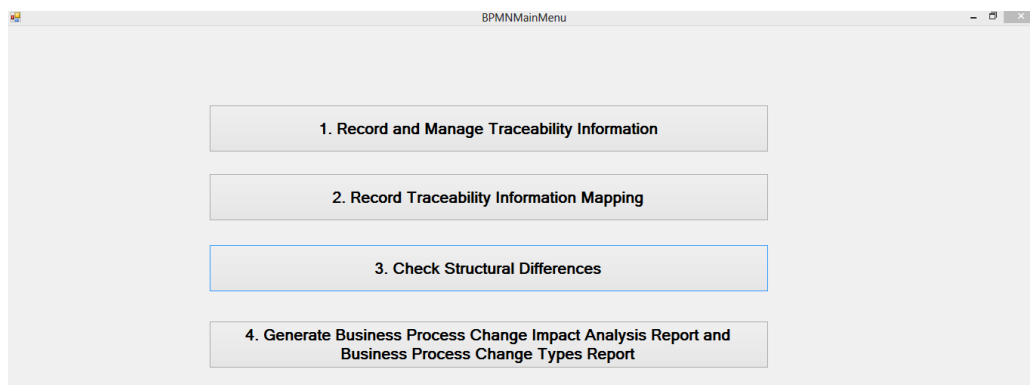 BPMNMainMenu
1. Record and Manage Traceability Information
2. Record Traceability Information Mapping
3. Check Structural Differences
4. Generate Business Process Change Impact Analysis Report and
Business Process Change Types Report